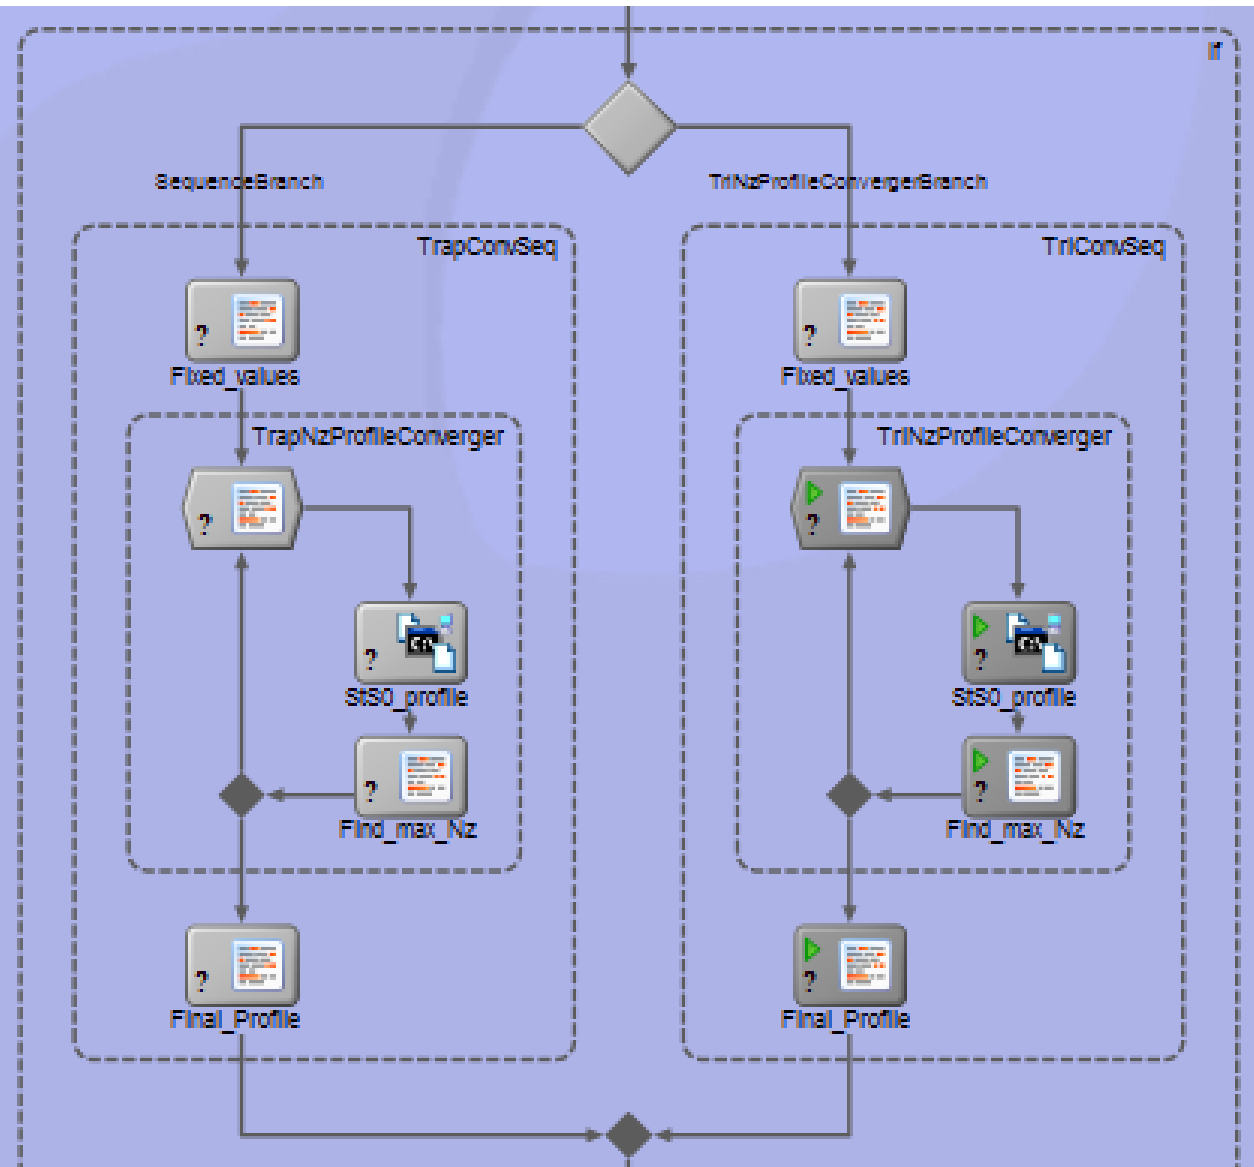 If
SequenceBranch
TriNzProfileConvergerBranch
TrapConvSeq
TriConvSeq
?
?
Fixed_values
Fixed_values
TrapNzProfileConverger
TriNzProfileConverger
?
?
?
?
StS0_profile
StS0_profile
?
?
Find_max_Nz
Find_max_Nz
?
?
Final_Profile
Final_Profile